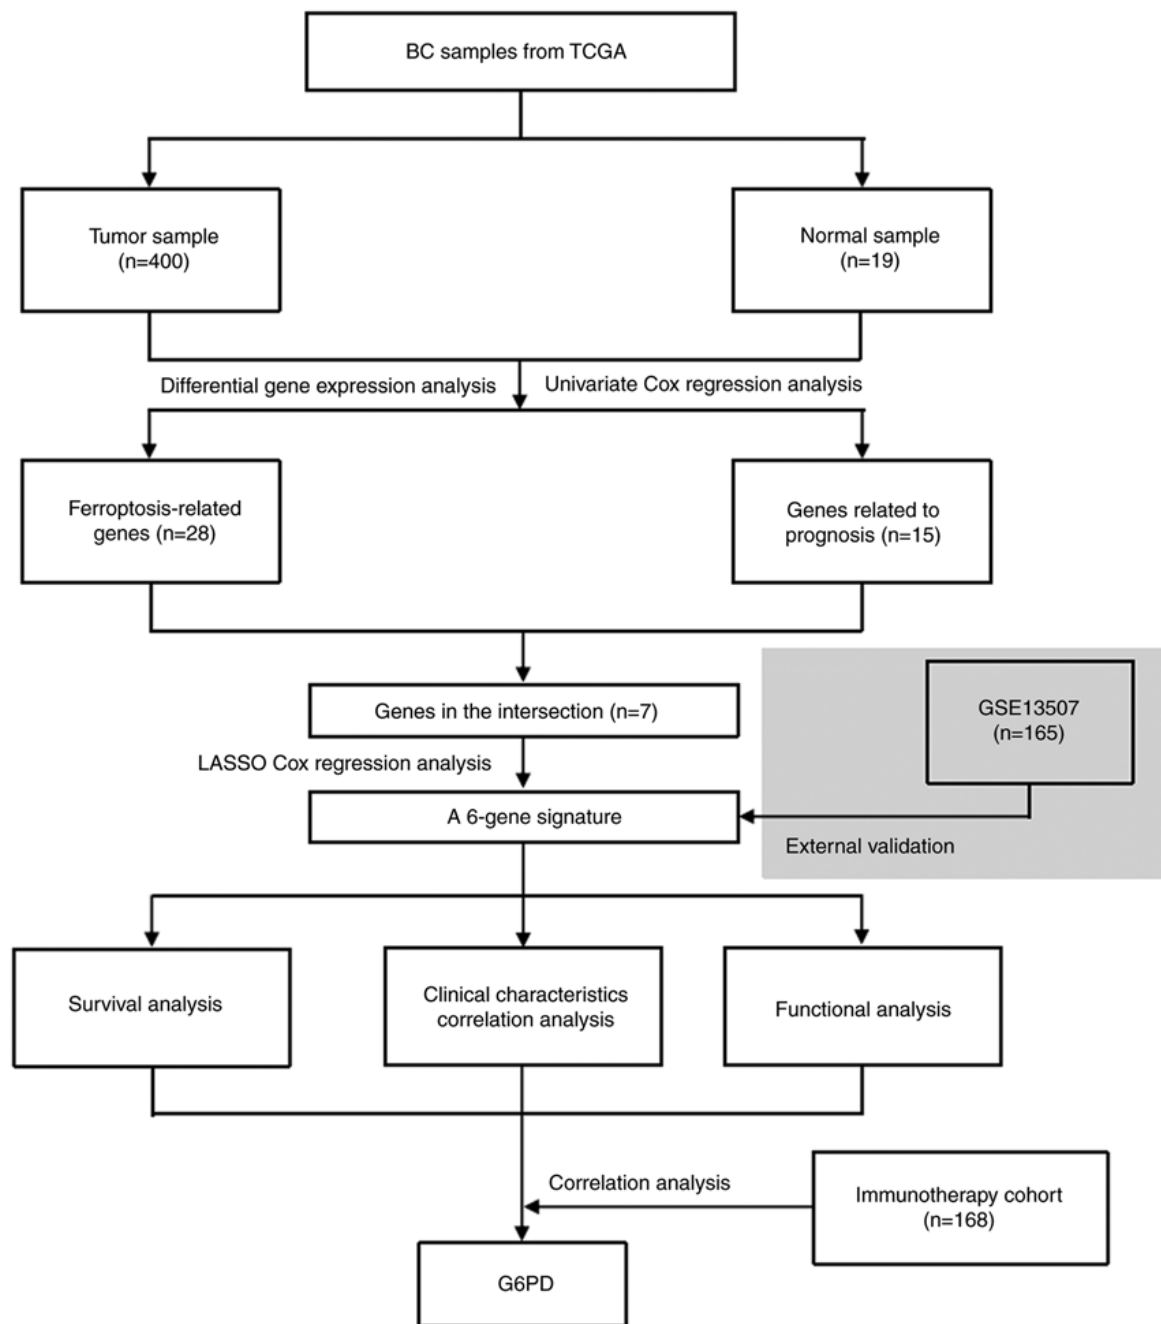 BC samples from TCGA
Tumor sample
(n=400)
Normal sample
(n=19)
Differential gene expression analysis
Univariate Cox regression analysis
Ferroptosis-related
genes (n=28)
Genes related to
prognosis (n=15)
Genes in the intersection (n=7)
GSE13507
(n=165)
LASSO Cox regression analysis
A 6-gene signature
External validation
Survival analysis
Clinical characteristics
correlation analysis
Functional analysis
Correlation analysis
Immunotherapy cohort
(n=168)
G6PD